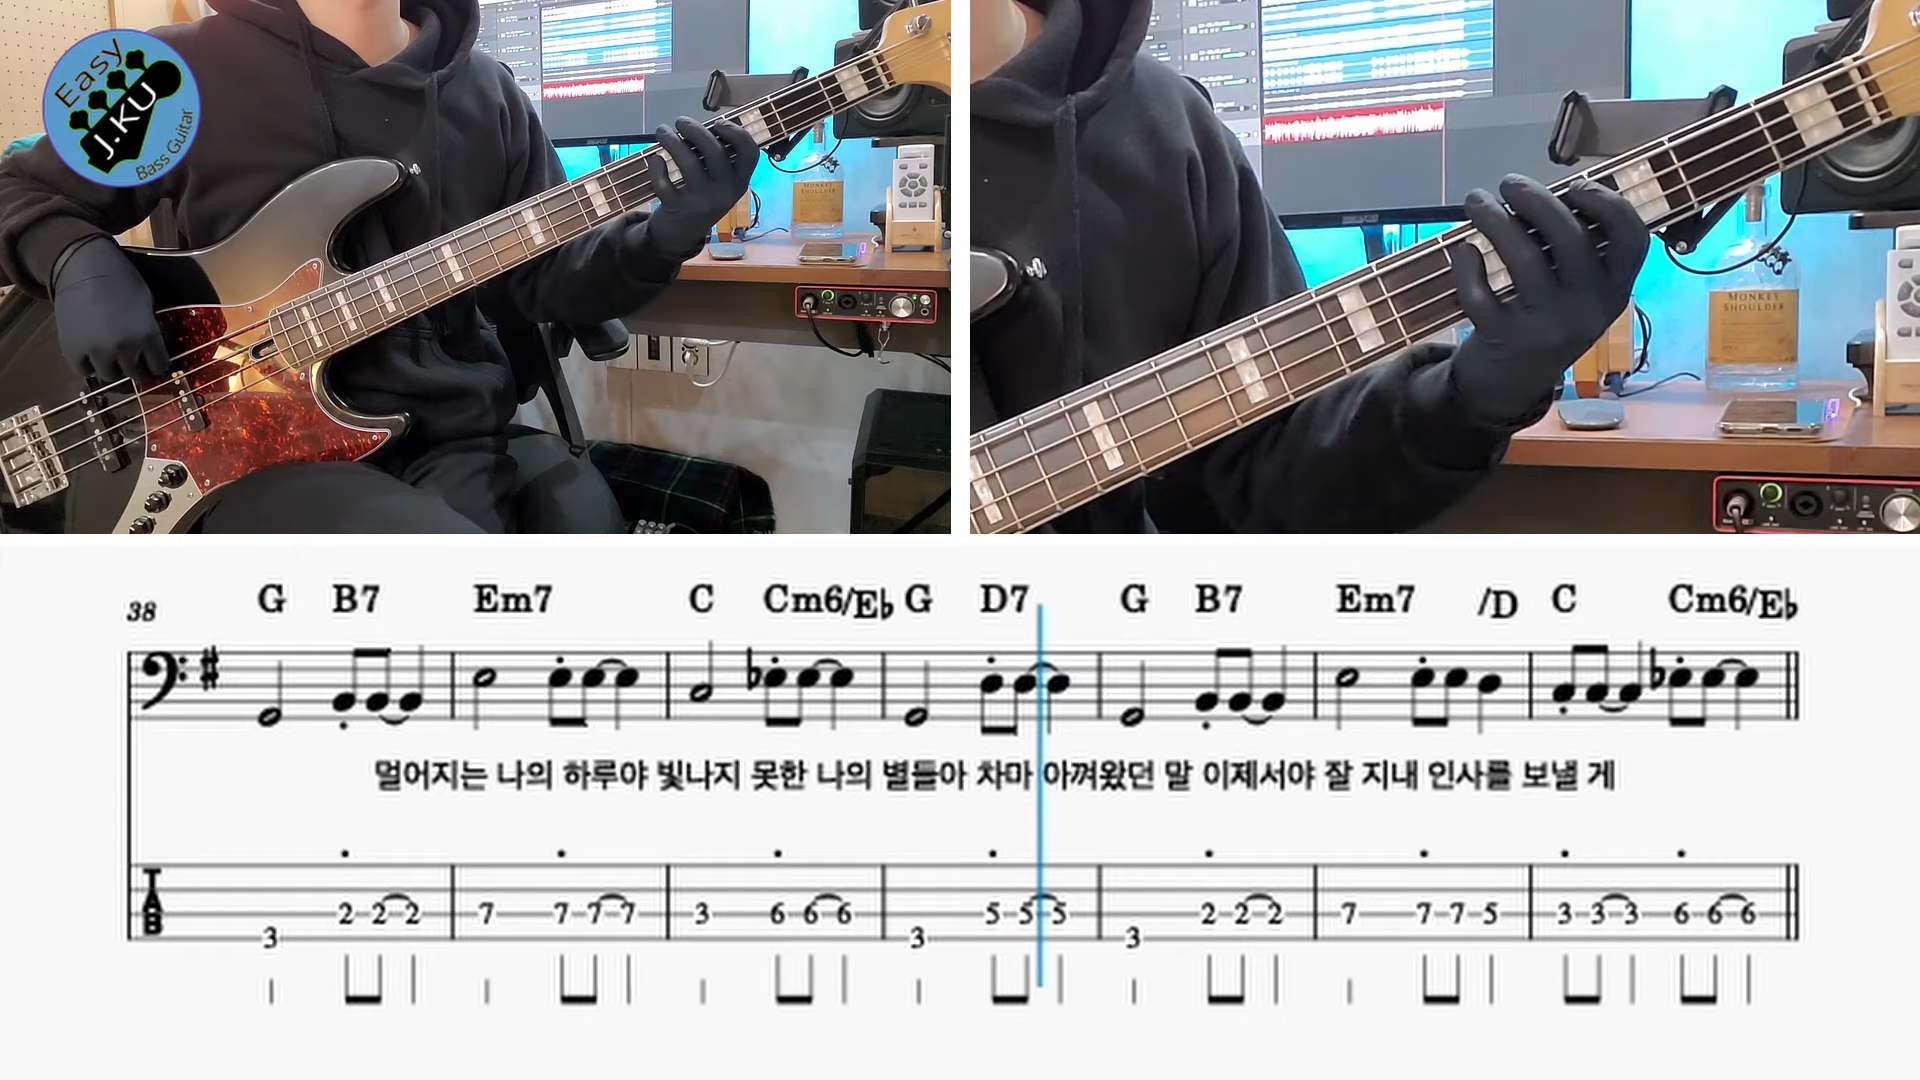 Easy
J.KU
Bass Guitar
MONKEY
SHOULDER
MONKEY
SHOULDER
38 G B7 Em7 C Cm6/E♭ G D7 G B7 Em7 /D C Cm6/E♭
멀어지는 나의 하루야 빛나지 못한 나의 별들아 차마 아껴왔던 말 이제서야 잘 지내 인사를 보낼 게
TAB 3 2 2 2 7 7 7 7 3 6 6 6 3 5 5 5 3 2 2 2 7 7 7 5 3 3 3 6 6 6